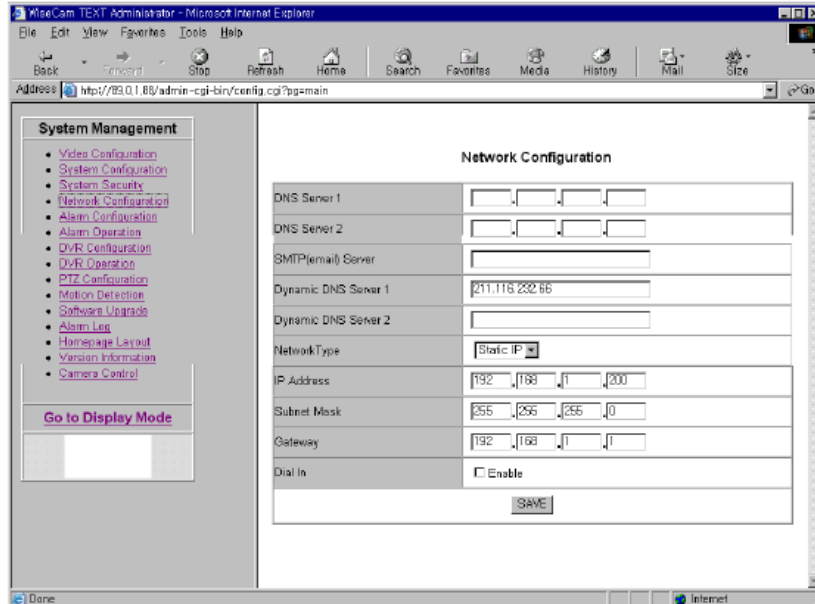 WiseCam TEXT Administrator - Microsoft Internet Explorer
File Edit View Favorites Tools Help
Back Forward Stop Refresh Home Search Favorites Media History Mail Size
Address http://89.0.1.88/admin-cgi-bin/config.cgi?pg=main Go
System Management
Video Configuration
System Configuration
System Security
Network Configuration
Alarm Configuration
Alarm Operation
DVR Configuration
DVR Operation
PTZ Configuration
Motion Detection
Software Upgrade
Alarm Log
Homepage Layout
Version Information
Camera Control
Go to Display Mode
Network Configuration
DNS Server 1 . . .
DNS Server 2 . . .
SMTP(email) Server
Dynamic DNS Server 1 211.116.232.66
Dynamic DNS Server 2
NetworkType Static IP
IP Address 192 . 168 . 1 . 200
Subnet Mask 255 . 255 . 255 . 0
Gateway 192 . 168 . 1 . 1
Dial In Enable
SAVE
Done Internet